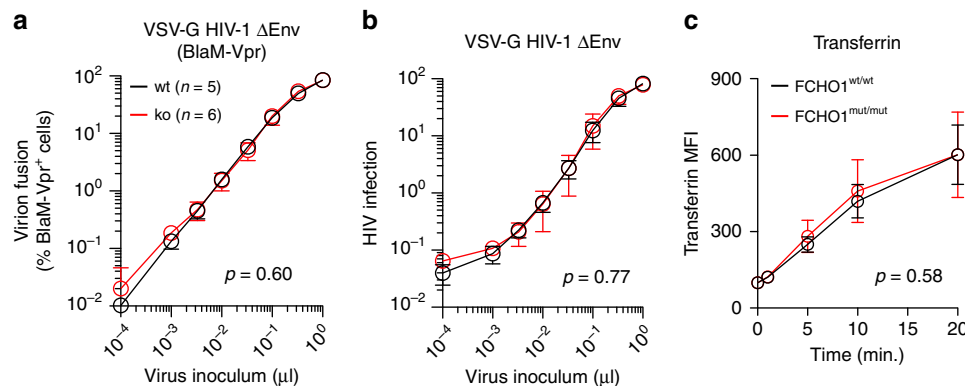 a
VSV-G HIV-1 ΔEnv
(BlaM-Vpr)
Virion fusion
(% BlaM-Vpr⁺ cells)
10²
10¹
10⁰
10⁻¹
10⁻²
wt (n = 5)
ko (n = 6)
p = 0.60
10⁻⁴
10⁻³
10⁻²
10⁻¹
10⁰
Virus inoculum (μl)
b
VSV-G HIV-1 ΔEnv
HIV infection
10²
10¹
10⁰
10⁻¹
10⁻²
p = 0.77
10⁻⁴
10⁻³
10⁻²
10⁻¹
10⁰
Virus inoculum (μl)
c
Transferrin
Transferrin MFI
900
600
300
0
FCHO1ʷᵗ/ʷᵗ
FCHO1ᵐᵘᵗ/ᵐᵘᵗ
p = 0.58
0
5
10
15
20
Time (min.)